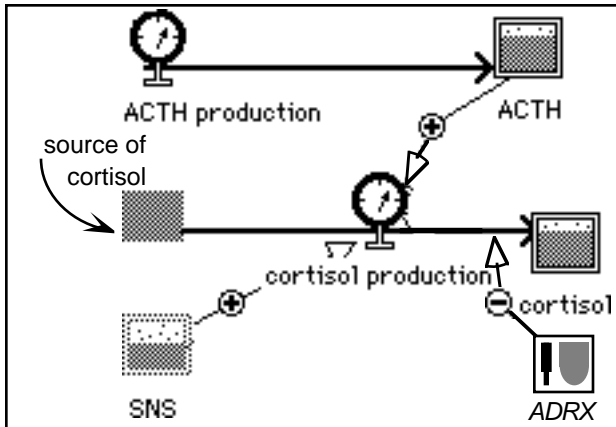 ACTH production
ACTH
source of
cortisol
cortisol production
cortisol
SNS
ADRX